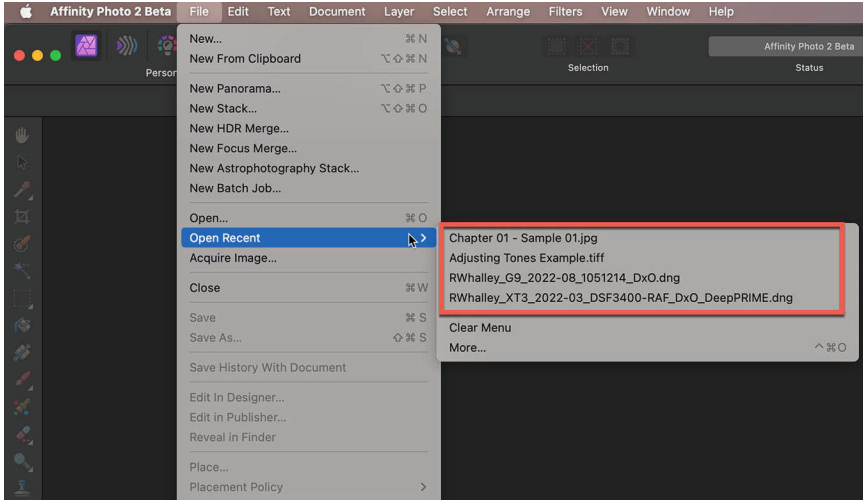 Affinity Photo 2 Beta File Edit Text Document Layer Select Arrange Filters View Window Help
Affinity Photo 2 Beta
Person
Selection
Status
New... ⌘ N
New From Clipboard ⌥⇧⌘ N
New Panorama... ⌥⇧⌘ P
New Stack... ⌥⇧⌘ O
New HDR Merge...
New Focus Merge...
New Astrophotography Stack...
New Batch Job...
Open... ⌘ O
Open Recent >
Acquire Image...
Close ⌘ W
Save ⌘ S
Save As... ⇧⌘ S
Save History With Document
Edit In Designer...
Edit in Publisher...
Reveal in Finder
Place...
Placement Policy >
Chapter 01 - Sample 01.jpg
Adjusting Tones Example.tiff
RWhalley_G9_2022-08_1051214_DxO.dng
RWhalley_XT3_2022-03_DSF3400-RAF_DxO_DeepPRIME.dng
Clear Menu
More... ^⌘O